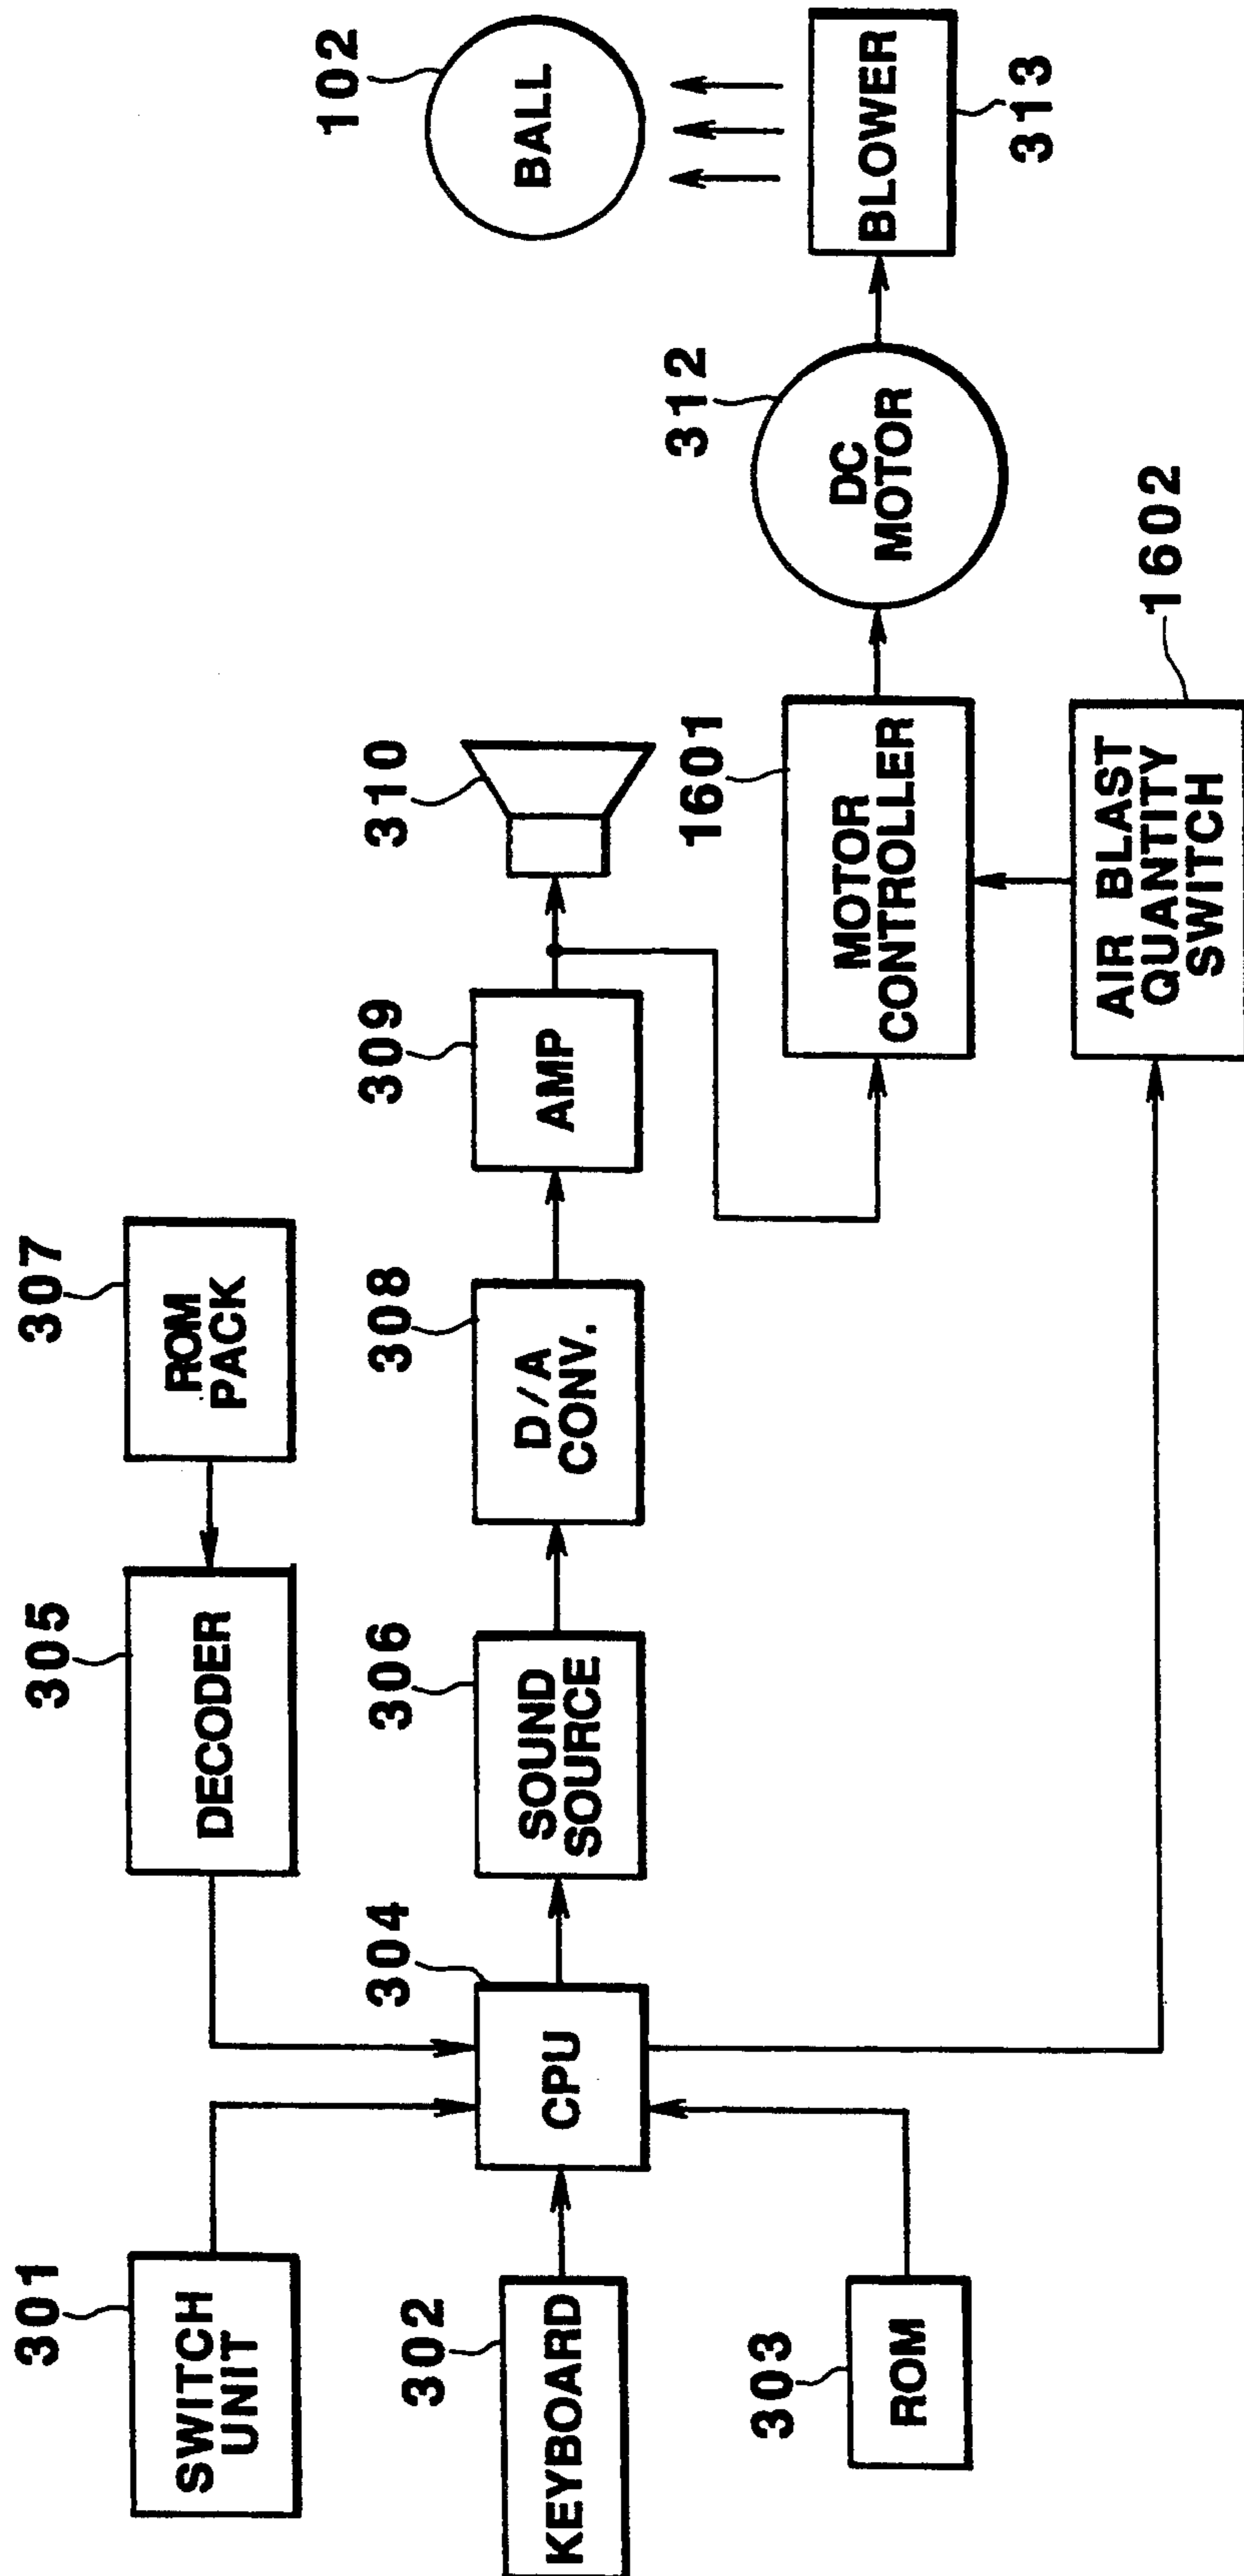 301
SWITCH
UNIT
305
DECODER
307
ROM
PACK
302
KEYBOARD
304
CPU
306
SOUND
SOURCE
308
D/A
CONV.
309
AMP
310
303
ROM
1601
MOTOR
CONTROLLER
312
DC
MOTOR
102
BALL
BLOWER
313
AIR BLAST
QUANTITY
SWITCH
1602